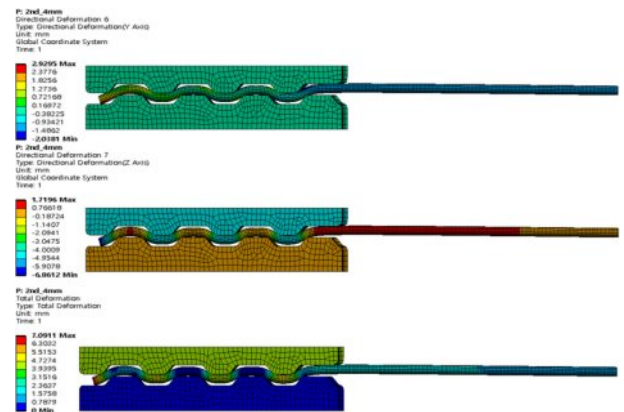 P: 2nd_4mm
Directional Deformation 6
Type: Directional Deformation(Y Axis)
Unit: mm
Global Coordinate System
Time: 1
2.9295 Max
2.3776
1.8256
1.2736
0.72168
0.16972
-0.38225
-0.93421
-1.4862
-2.0381 Min
P: 2nd_4mm
Directional Deformation 7
Type: Directional Deformation(Z Axis)
Unit: mm
Global Coordinate System
Time: 1
1.7196 Max
0.76618
-0.18724
-1.1407
-2.0941
-3.0475
-4.0009
-4.9544
-5.9078
-6.8612 Min
P: 2nd_4mm
Total Deformation
Type: Total Deformation
Unit: mm
Time: 1
7.0911 Max
6.3032
5.5153
4.7274
3.9395
3.1516
2.3637
1.5758
0.7879
0 Min